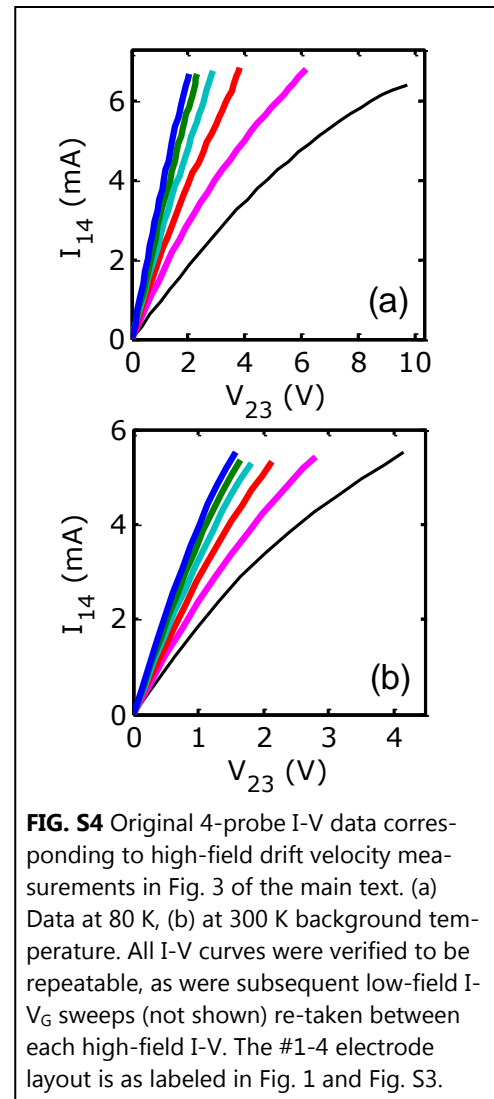 6
4
2
0
I14 (mA)
(a)
0 2 4 6 8 10
V23 (V)
6
4
2
0
I14 (mA)
(b)
0 1 2 3 4
V23 (V)
FIG. S4 Original 4-probe I-V data corres-
ponding to high-field drift velocity mea-
surements in Fig. 3 of the main text. (a)
Data at 80 K, (b) at 300 K background tem-
perature. All I-V curves were verified to be
repeatable, as were subsequent low-field I-
VG sweeps (not shown) re-taken between
each high-field I-V. The #1-4 electrode
layout is as labeled in Fig. 1 and Fig. S3.